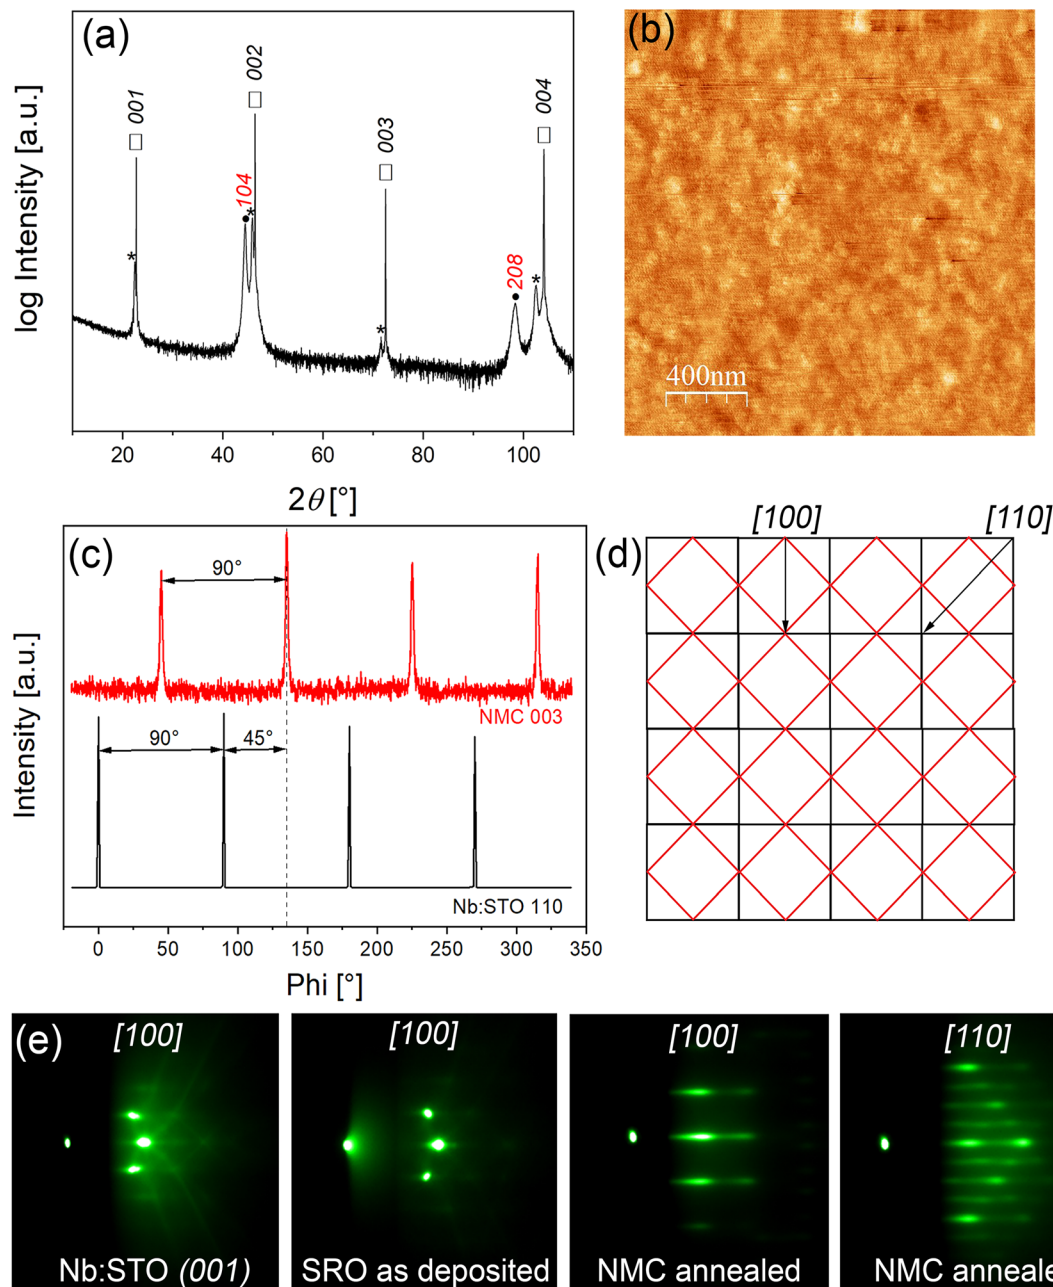 (a)
log Intensity [a.u.]
□ 001
□ 002
□ 003
□ 004
*
• 104
*
*
• 208
*
20 40 60 80 100
2θ [°]
(b)
400nm
(c)
Intensity [a.u.]
90°
NMC 003
90° 45°
Nb:STO 110
0 50 100 150 200 250 300 350
Phi [°]
(d)
[100] [110]
(e)
[100]
Nb:STO (001)
[100]
SRO as deposited
[100]
NMC annealed
[110]
NMC annealed